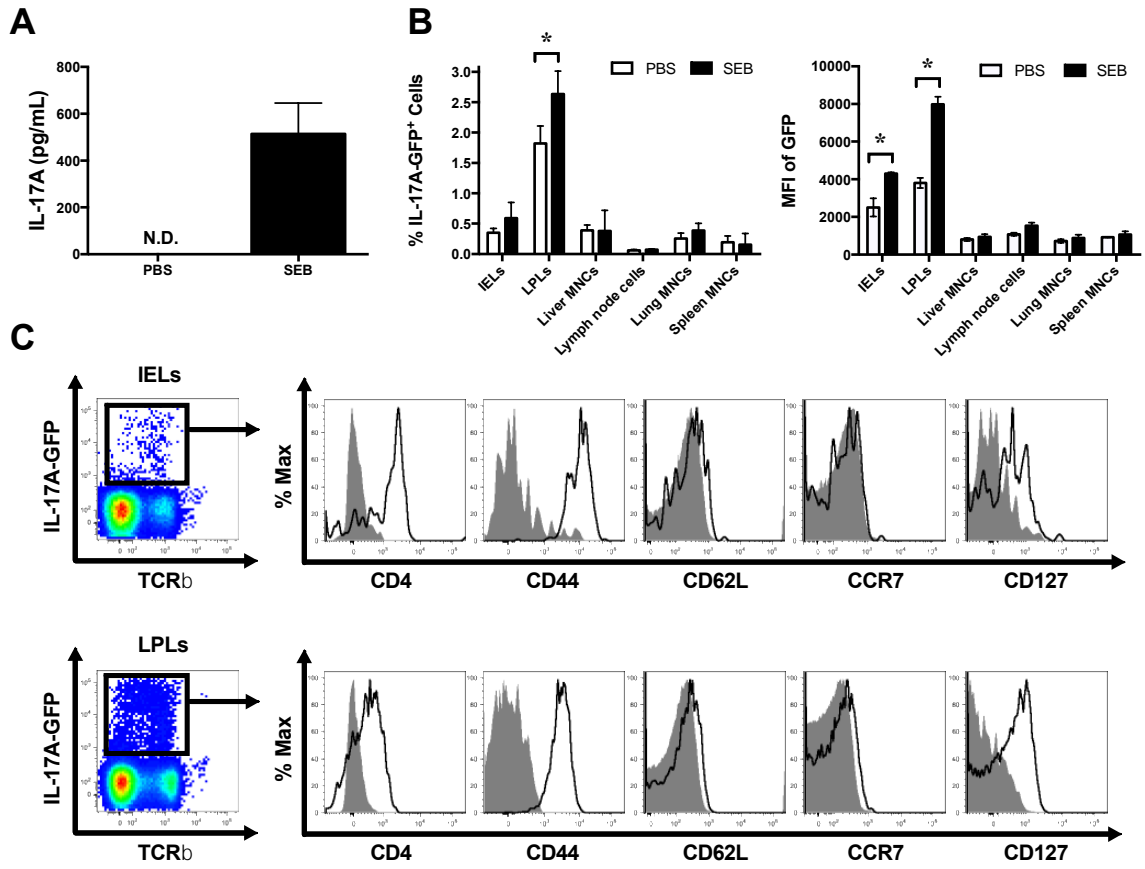 A
IL-17A (pg/mL)
800
600
400
200
0
N.D.
PBS
SEB
B
% IL-17A-GFP+ Cells
3.0
2.5
2.0
1.5
1.0
0.5
0.0
*
PBS
SEB
IELs
LPLs
Liver MNCs
Lymph node cells
Lung MNCs
Spleen MNCs
MFI of GFP
10000
8000
6000
4000
2000
0
*
*
PBS
SEB
IELs
LPLs
Liver MNCs
Lymph node cells
Lung MNCs
Spleen MNCs
C
IELs
IL-17A-GFP
TCRb
% Max
CD4
CD44
CD62L
CCR7
CD127
LPLs
IL-17A-GFP
TCRb
% Max
CD4
CD44
CD62L
CCR7
CD127